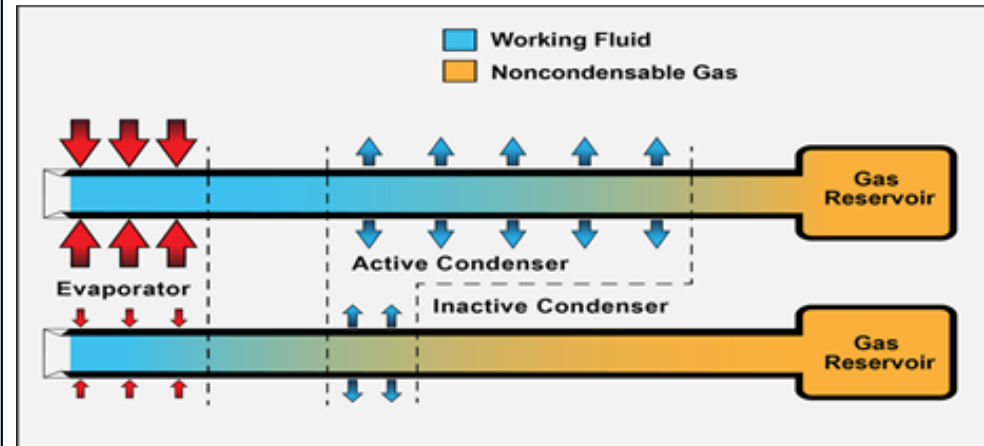 Working Fluid
Noncondensable Gas
Gas
Reservoir
Active Condenser
Evaporator
Inactive Condenser
Gas
Reservoir